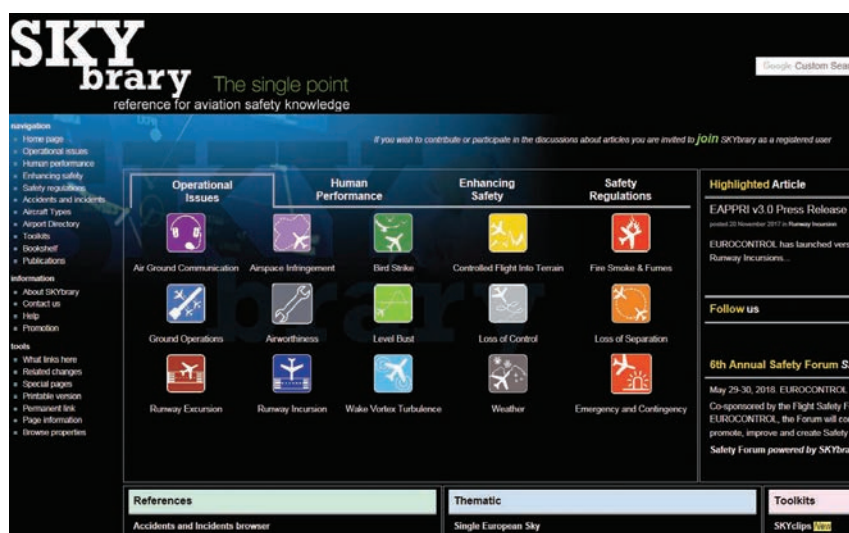 SKY
brary The single point
reference for aviation safety knowledge
Google Custom Sear
If you wish to contribute or participate in the discussions about articles you are invited to join SKYbrary as a registered user
navigation
Home page
Operational issues
Human performance
Enhancing safety
Safety regulations
Accidents and incidents
Aircraft Types
Airport Directory
Toolkits
Bookshelf
Publications
information
About SKYbrary
Contact us
Help
Promotion
tools
What links here
Related changes
Special pages
Printable version
Permanent link
Page information
Browse properties
Operational
Issues
Human
Performance
Enhancing
Safety
Safety
Regulations
Air Ground Communication
Airspace Infringement
Bird Strike
Controlled Flight Into Terrain
Fire Smoke & Fumes
Ground Operations
Airworthiness
Level Bust
Loss of Control
Loss of Separation
Runway Excursion
Runway Incursion
Wake Vortex Turbulence
Weather
Emergency and Contingency
Highlighted Article
EAPPRI v3.0 Press Release
posted 20 November 2017 in Runway Incursion
EUROCONTROL has launched vers
Runway Incursions...
Follow us
6th Annual Safety Forum S
May 29-30, 2018. EUROCONTROL
Co-sponsored by the Flight Safety F
EUROCONTROL, the Forum will co
promote, improve and create Safety
Safety Forum powered by SKYbra
References
Accidents and Incidents browser
Thematic
Single European Sky
Toolkits
SKYclips New